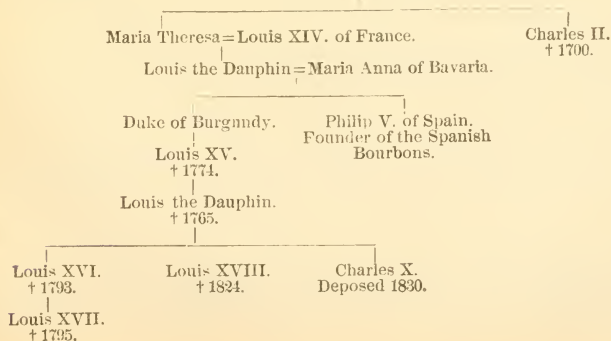 Maria Theresa=Louis XIV. of France.
Charles II.
† 1700.
Louis the Dauphin=Maria Anna of Bavaria.
Duke of Burgundy.
Philip V. of Spain.
Founder of the Spanish
Bourbons.
Louis XV.
† 1774.
Louis the Dauphin.
† 1765.
Louis XVI.
† 1793.
Louis XVIII.
† 1824.
Charles X.
Deposed 1830.
Louis XVII.
† 1795.